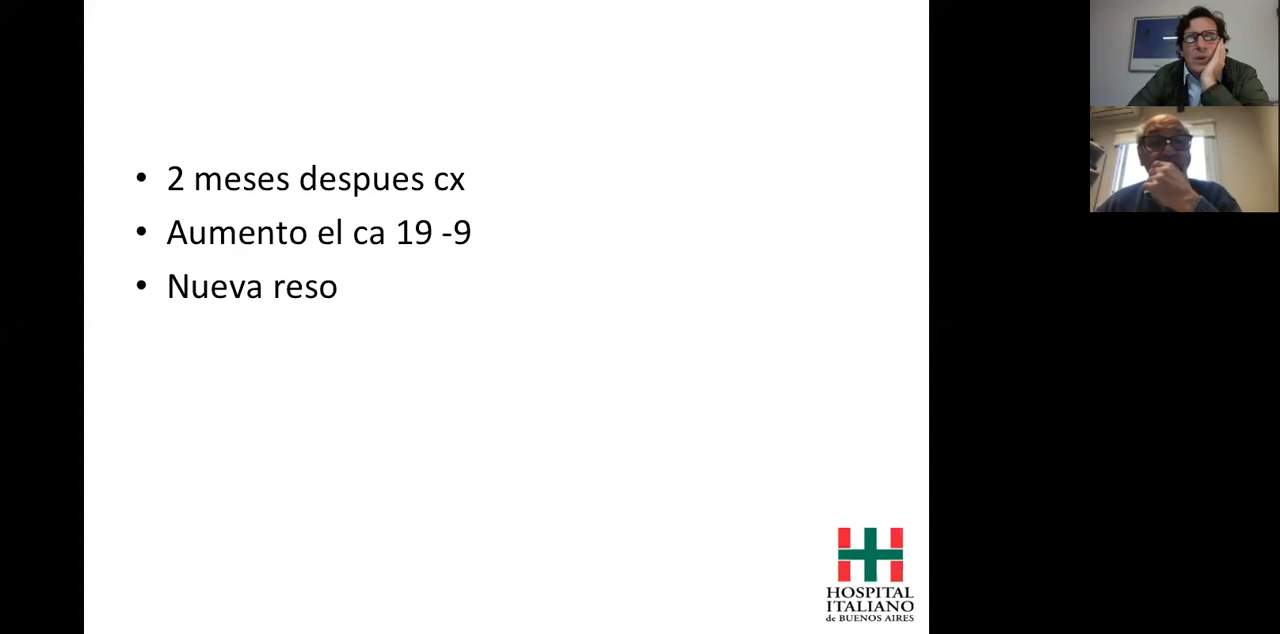 • 2 meses despues cx
• Aumento el ca 19 -9
• Nueva reso
HOSPITAL
ITALIANO
de BUENOS AIRES